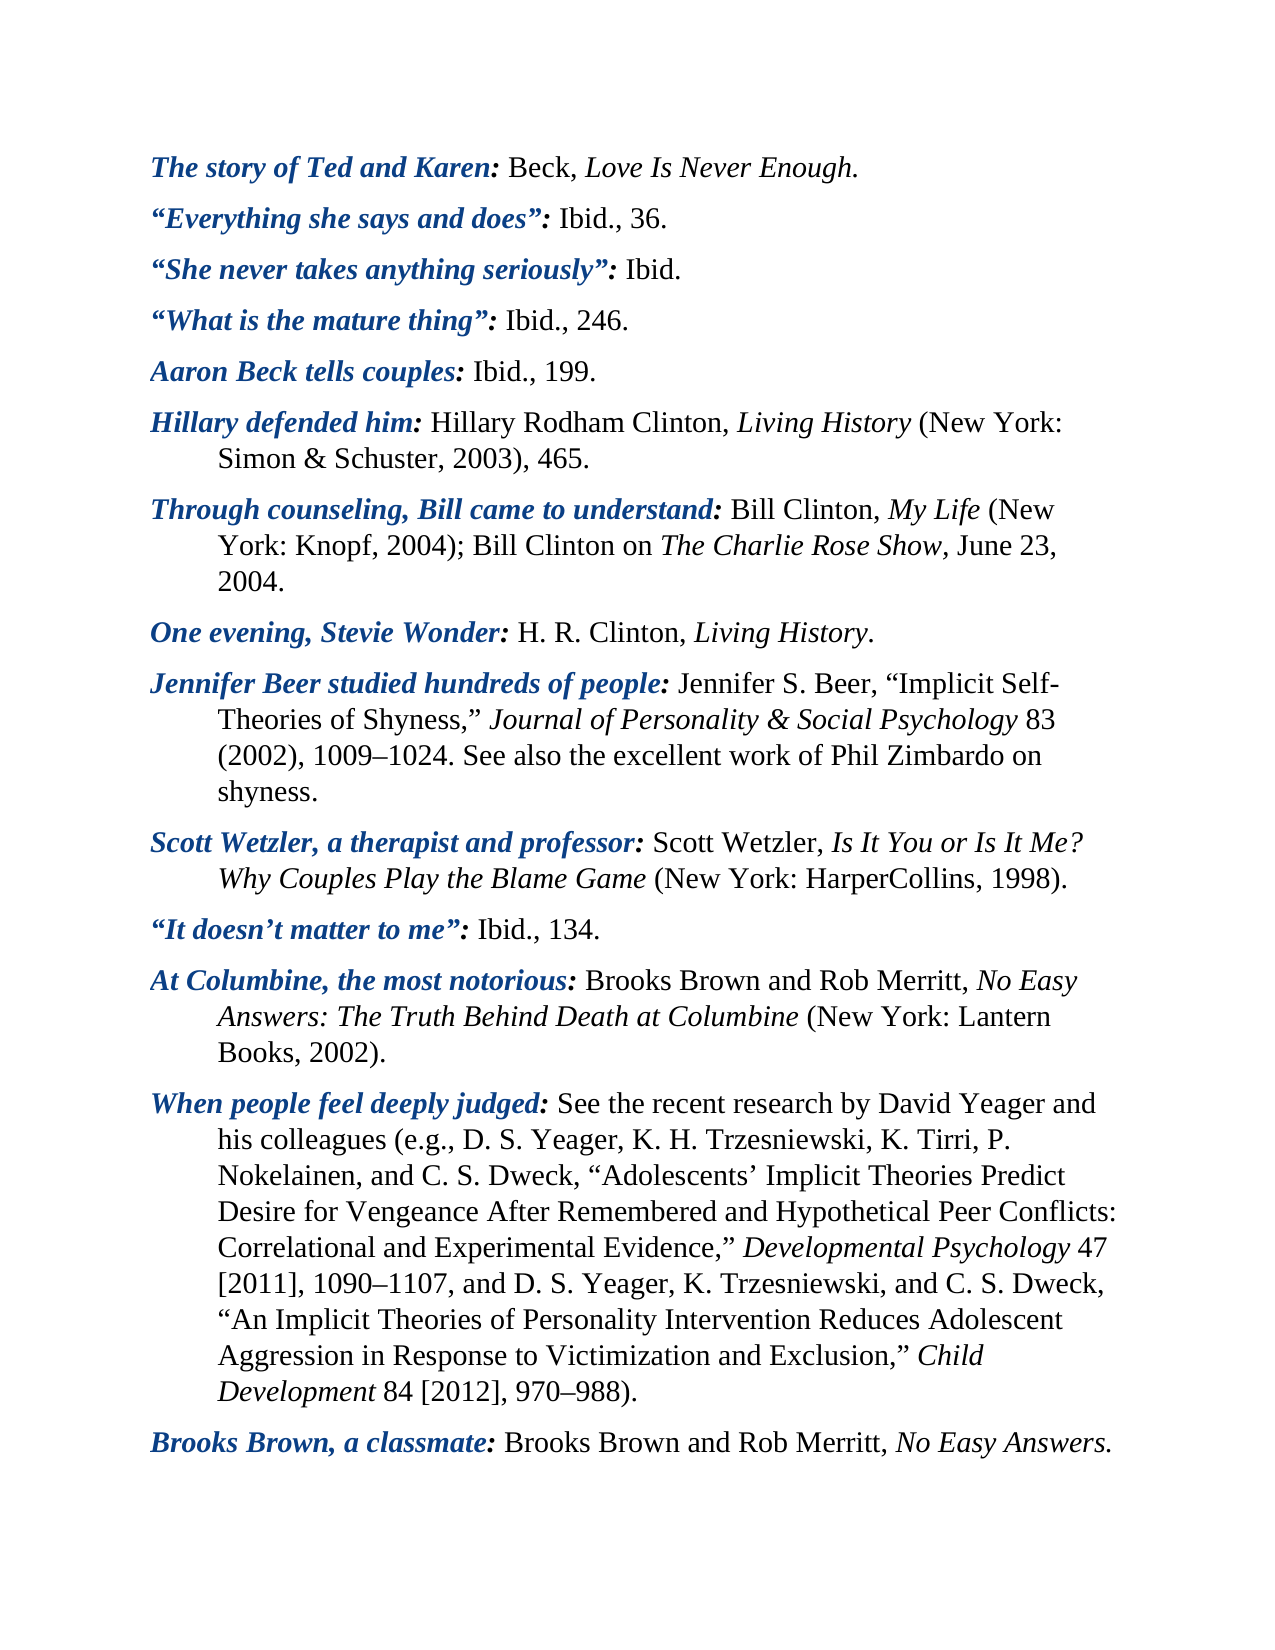 The story of Ted and Karen: Beck, Love Is Never Enough.
“Everything she says and does”: Ibid., 36.
“She never takes anything seriously”: Ibid.
“What is the mature thing”: Ibid., 246.
Aaron Beck tells couples: Ibid., 199.
Hillary defended him: Hillary Rodham Clinton, Living History (New York:
Simon & Schuster, 2003), 465.
Through counseling, Bill came to understand: Bill Clinton, My Life (New
York: Knopf, 2004); Bill Clinton on The Charlie Rose Show, June 23,
2004.
One evening, Stevie Wonder: H. R. Clinton, Living History.
Jennifer Beer studied hundreds of people: Jennifer S. Beer, “Implicit Self-
Theories of Shyness,” Journal of Personality & Social Psychology 83
(2002), 1009–1024. See also the excellent work of Phil Zimbardo on
shyness.
Scott Wetzler, a therapist and professor: Scott Wetzler, Is It You or Is It Me?
Why Couples Play the Blame Game (New York: HarperCollins, 1998).
“It doesn’t matter to me”: Ibid., 134.
At Columbine, the most notorious: Brooks Brown and Rob Merritt, No Easy
Answers: The Truth Behind Death at Columbine (New York: Lantern
Books, 2002).
When people feel deeply judged: See the recent research by David Yeager and
his colleagues (e.g., D. S. Yeager, K. H. Trzesniewski, K. Tirri, P.
Nokelainen, and C. S. Dweck, “Adolescents’ Implicit Theories Predict
Desire for Vengeance After Remembered and Hypothetical Peer Conflicts:
Correlational and Experimental Evidence,” Developmental Psychology 47
[2011], 1090–1107, and D. S. Yeager, K. Trzesniewski, and C. S. Dweck,
“An Implicit Theories of Personality Intervention Reduces Adolescent
Aggression in Response to Victimization and Exclusion,” Child
Development 84 [2012], 970–988).
Brooks Brown, a classmate: Brooks Brown and Rob Merritt, No Easy Answers.